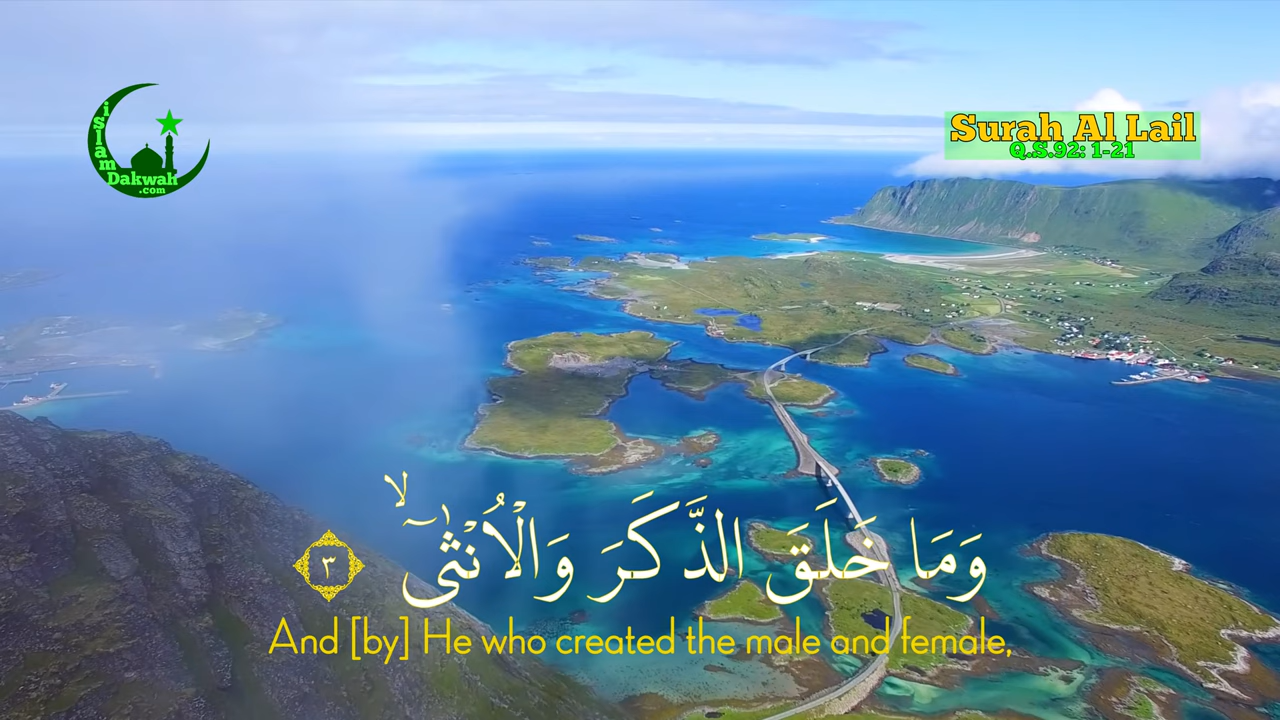 islam
Dakwah
.com
Surah Al Lail
Q.S.92: 1-21
وَمَا خَلَقَ الذَّكَرَ وَالْاُنْثٰىٓۙ ٣
And [by] He who created the male and female,